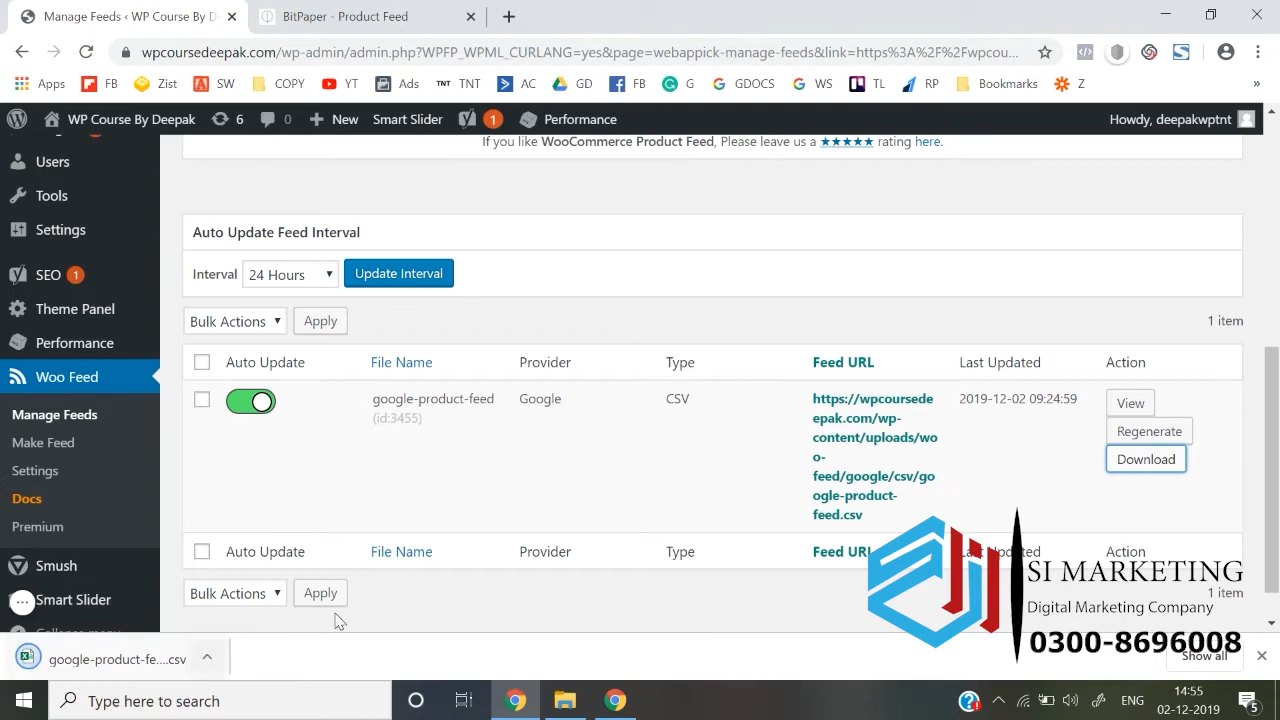 Manage Feeds ‹ WP Course By D
BitPaper - Product Feed
wpcoursedeepak.com/wp-admin/admin.php?WPFP_WPML_CURLANG=yes&page=webappick-manage-feeds&link=https%3A%2F%2Fwpcou...
Apps FB Zist SW COPY YT Ads TNT TNT AC GD FB G GDOCS WS TL RP Bookmarks Z »
WP Course By Deepak 6 0 New Smart Slider 1 Performance Howdy, deepakwptnt
If you like WooCommerce Product Feed, Please leave us a ★★★★★ rating here.
Users
Tools
Settings
SEO 1
Theme Panel
Performance
Woo Feed
Manage Feeds
Make Feed
Settings
Docs
Premium
Smush
Smart Slider
Collapse menu
Auto Update Feed Interval
Interval 24 Hours Update Interval
Bulk Actions Apply 1 item
Auto Update File Name Provider Type Feed URL Last Updated Action
google-product-feed
(id:3455)
Google
CSV
https://wpcoursede
epak.com/wp-
content/uploads/wo
o-
feed/google/csv/go
ogle-product-
feed.csv
2019-12-02 09:24:59
View
Regenerate
Download
Auto Update File Name Provider Type Feed URL Last Updated Action
Bulk Actions Apply 1 item
SI MARKETING
Digital Marketing Company
0300-8696008
google-product-fe....csv
Show all
Type here to search
ENG
14:55
02-12-2019
5